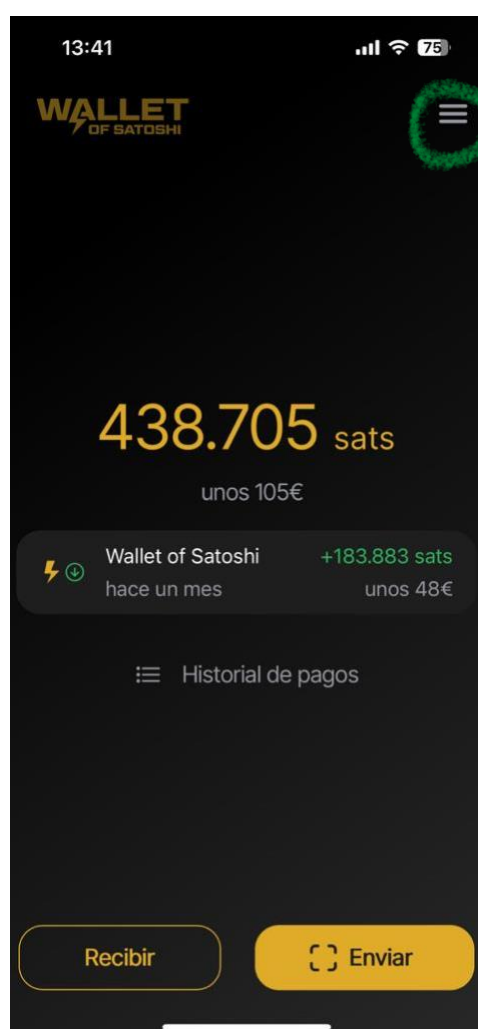 13:41
75
WALLET
OF SATOSHI
438.705 sats
unos 105€
Wallet of Satoshi +183.883 sats
hace un mes unos 48€
Historial de pagos
Recibir Enviar